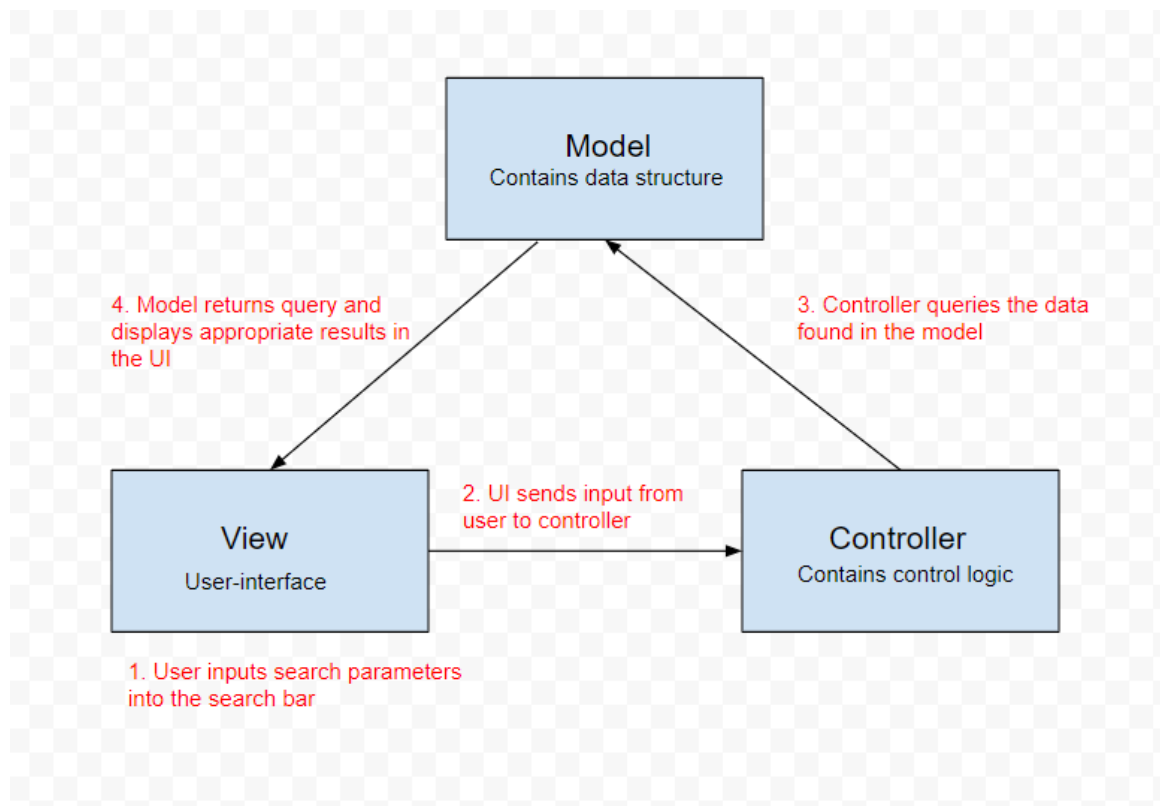 Model
Contains data structure
4. Model returns query and
displays appropriate results in
the UI
3. Controller queries the data
found in the model
2. UI sends input from
user to controller
View
User-interface
Controller
Contains control logic
1. User inputs search parameters
into the search bar